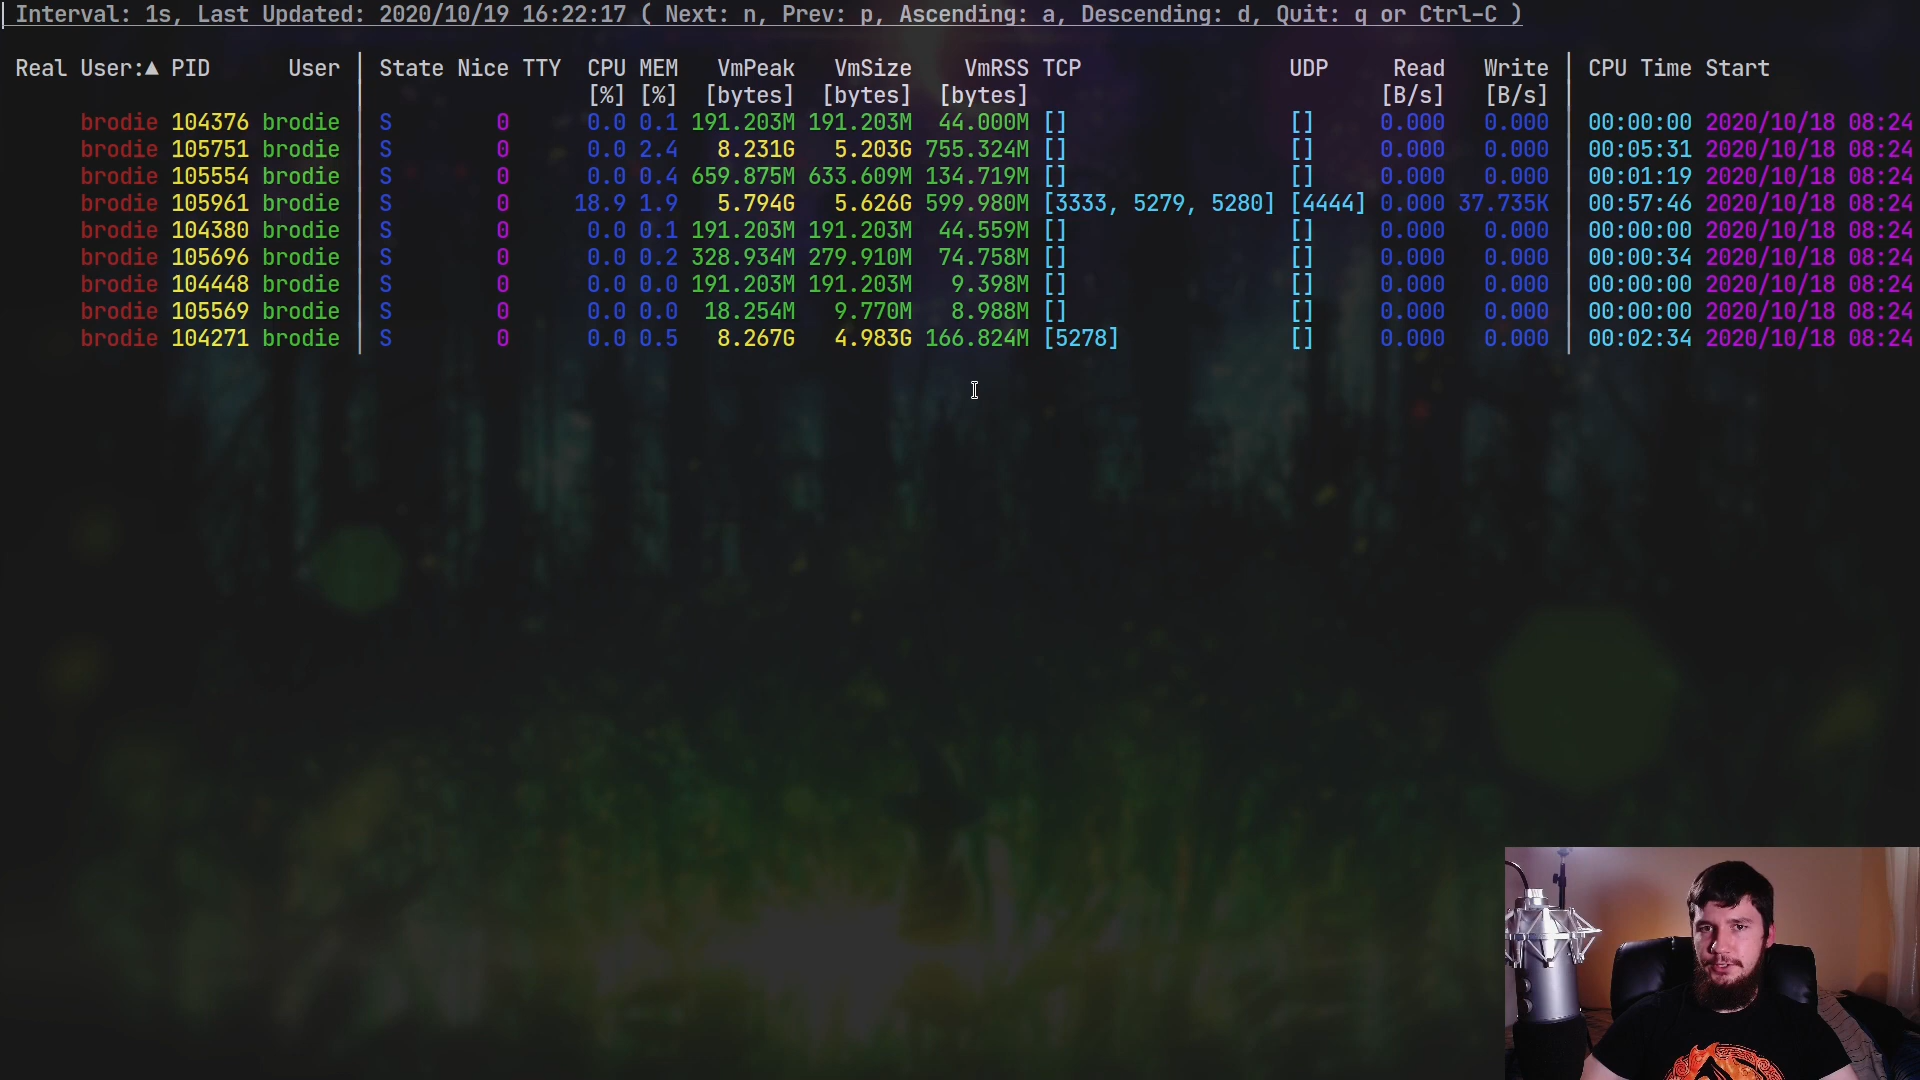 Interval: 1s, Last Updated: 2020/10/19 16:22:17 ( Next: n, Prev: p, Ascending: a, Descending: d, Quit: q or Ctrl-C )
Real User:▲ PID User │ State Nice TTY CPU MEM VmPeak VmSize VmRSS TCP UDP Read Write │ CPU Time Start
│ [%] [%] [bytes] [bytes] [bytes] [B/s] [B/s] │
brodie 104376 brodie │ S 0 0.0 0.1 191.203M 191.203M 44.000M [] [] 0.000 0.000 │ 00:00:00 2020/10/18 08:24
brodie 105751 brodie │ S 0 0.0 2.4 8.231G 5.203G 755.324M [] [] 0.000 0.000 │ 00:05:31 2020/10/18 08:24
brodie 105554 brodie │ S 0 0.0 0.4 659.875M 633.609M 134.719M [] [] 0.000 0.000 │ 00:01:19 2020/10/18 08:24
brodie 105961 brodie │ S 0 18.9 1.9 5.794G 5.626G 599.980M [3333, 5279, 5280] [4444] 0.000 37.735K │ 00:57:46 2020/10/18 08:24
brodie 104380 brodie │ S 0 0.0 0.1 191.203M 191.203M 44.559M [] [] 0.000 0.000 │ 00:00:00 2020/10/18 08:24
brodie 105696 brodie │ S 0 0.0 0.2 328.934M 279.910M 74.758M [] [] 0.000 0.000 │ 00:00:34 2020/10/18 08:24
brodie 104448 brodie │ S 0 0.0 0.0 191.203M 191.203M 9.398M [] [] 0.000 0.000 │ 00:00:00 2020/10/18 08:24
brodie 105569 brodie │ S 0 0.0 0.0 18.254M 9.770M 8.988M [] [] 0.000 0.000 │ 00:00:00 2020/10/18 08:24
brodie 104271 brodie │ S 0 0.0 0.5 8.267G 4.983G 166.824M [5278] [] 0.000 0.000 │ 00:02:34 2020/10/18 08:24